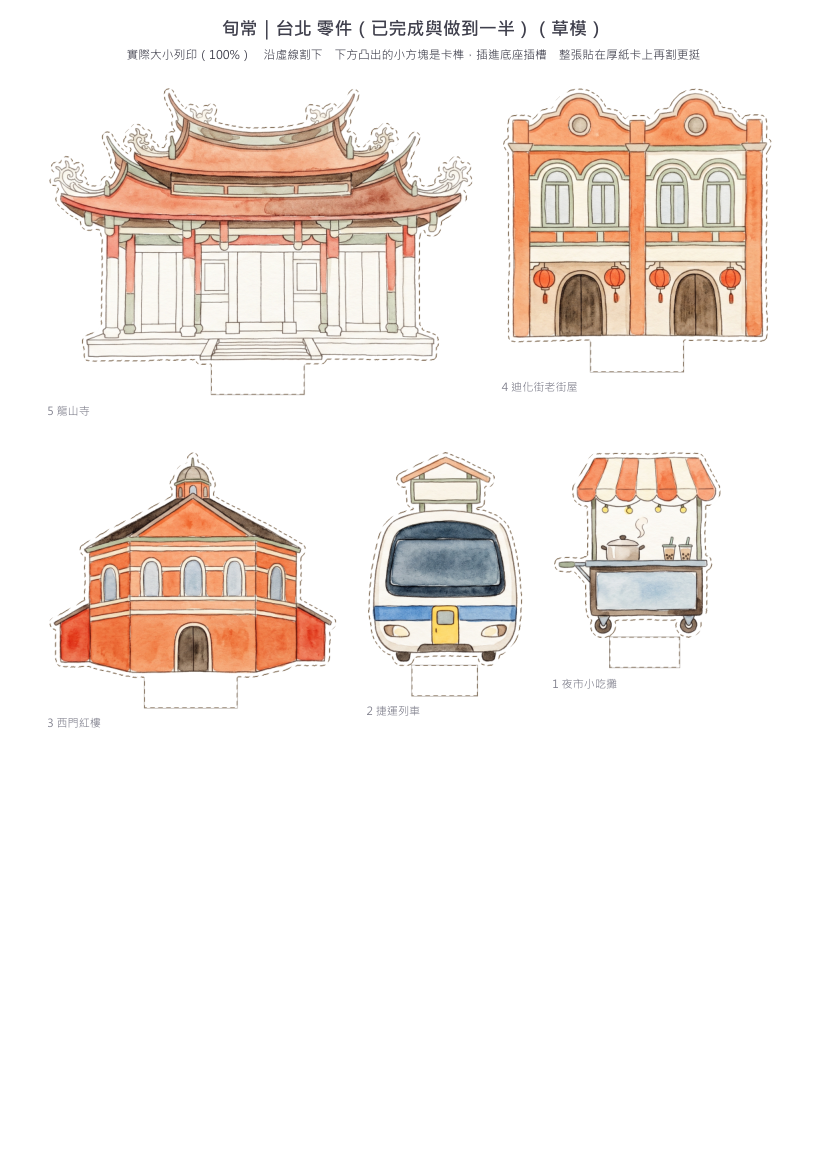 旬常｜台北 零件（已完成與做到一半）（草模）
實際大小列印（100%） 沿虛線割下 下方凸出的小方塊是卡榫・插進底座插槽 整張貼在厚紙卡上再割更挺
4 迪化街老街屋
5 龍山寺
1 夜市小吃攤
2 捷運列車
3 西門紅樓